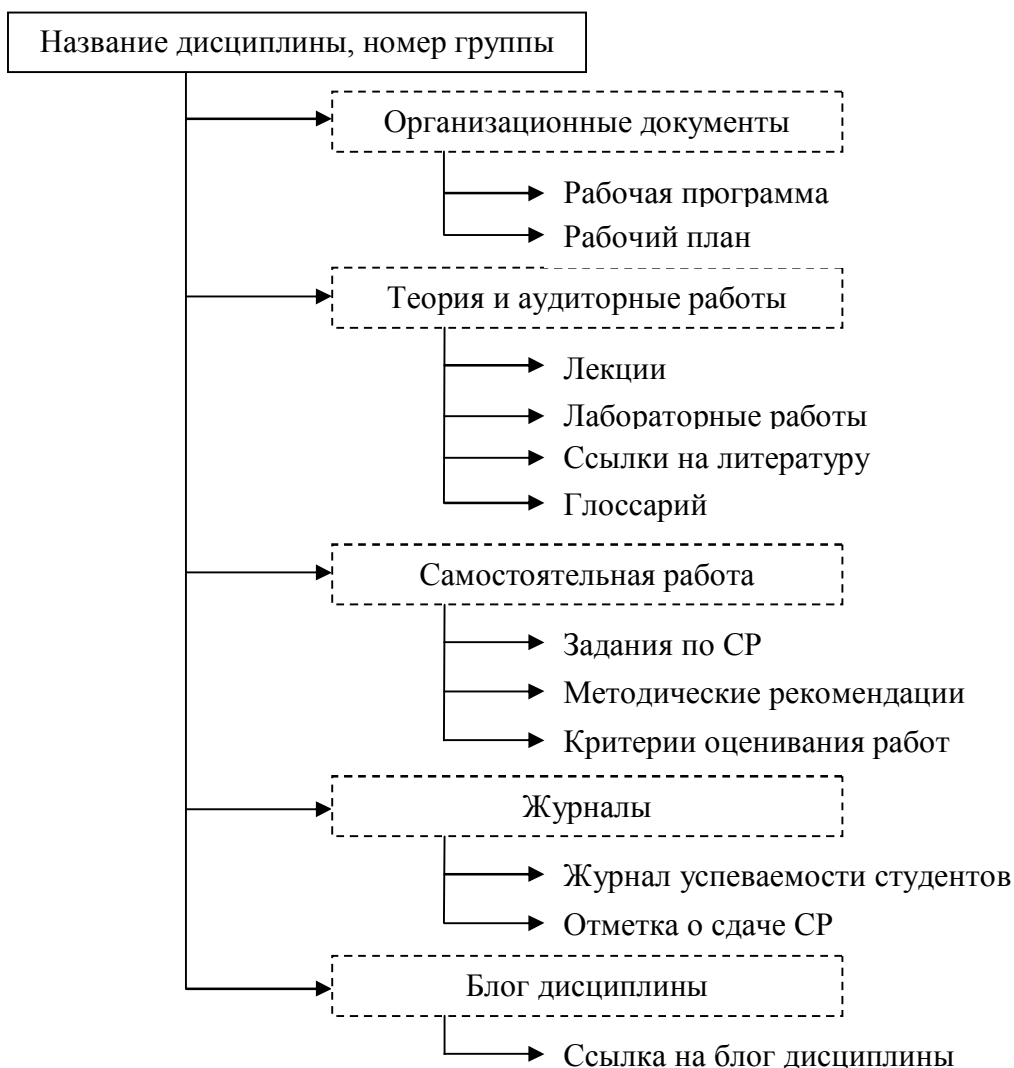 Название дисциплины, номер группы
Организационные документы
Рабочая программа
Рабочий план
Теория и аудиторные работы
Лекции
Лабораторные работы
Ссылки на литературу
Глоссарий
Самостоятельная работа
Задания по СР
Методические рекомендации
Критерии оценивания работ
Журналы
Журнал успеваемости студентов
Отметка о сдаче СР
Блог дисциплины
Ссылка на блог дисциплины